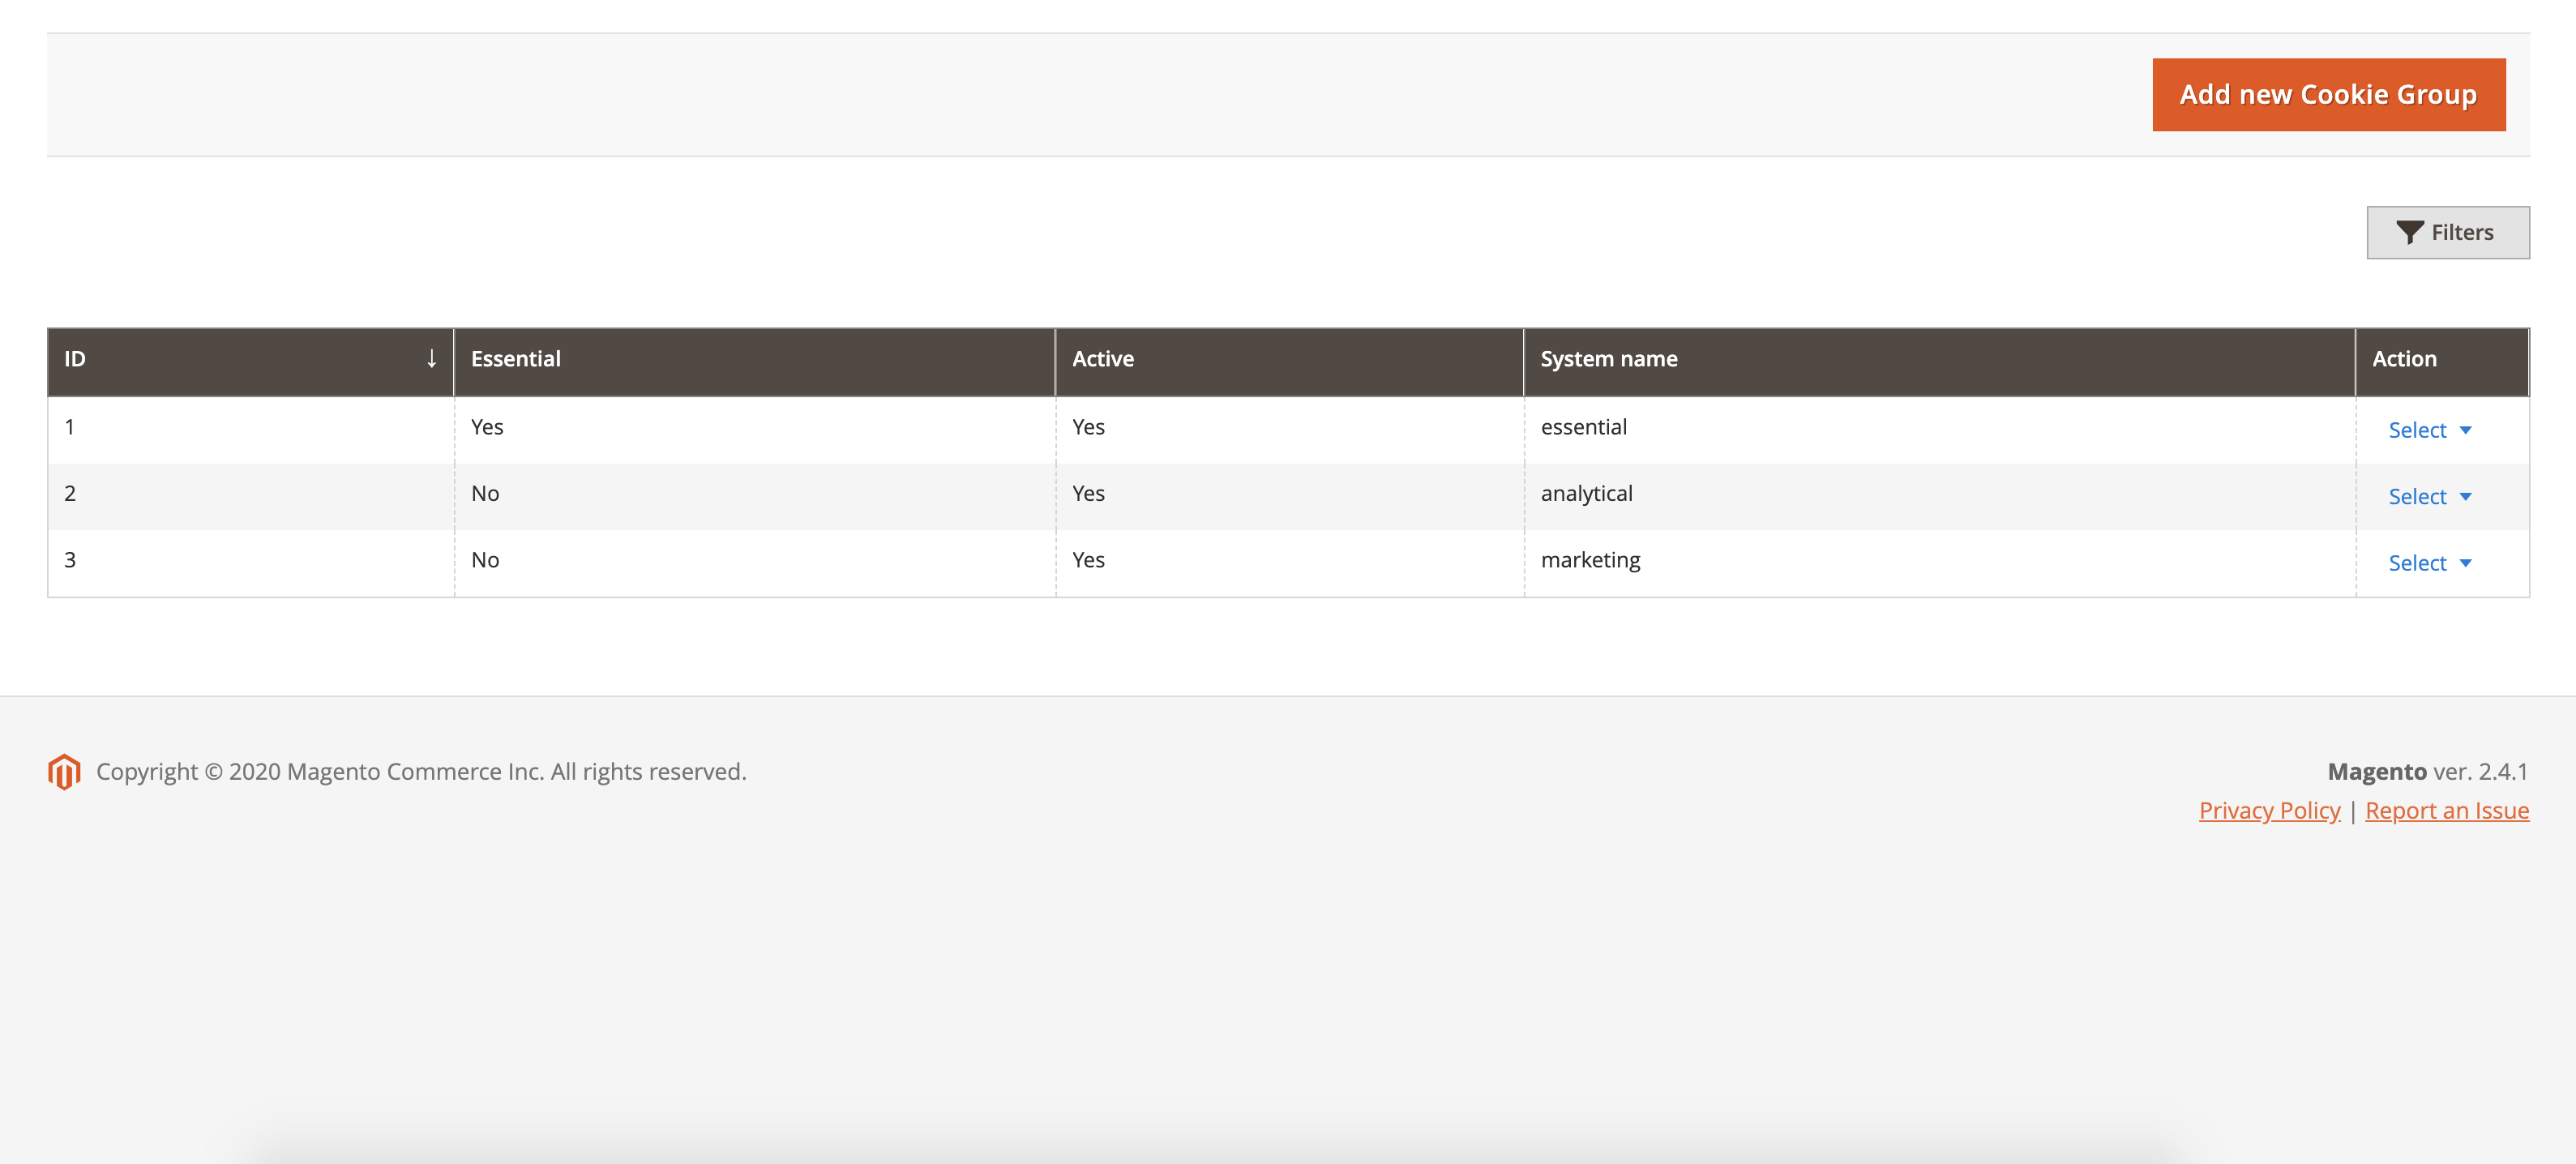 Add new Cookie Group
Filters
ID ↓ Essential Active System name Action
1 Yes Yes essential Select
2 No Yes analytical Select
3 No Yes marketing Select
Copyright © 2020 Magento Commerce Inc. All rights reserved. Magento ver. 2.4.1
Privacy Policy | Report an Issue